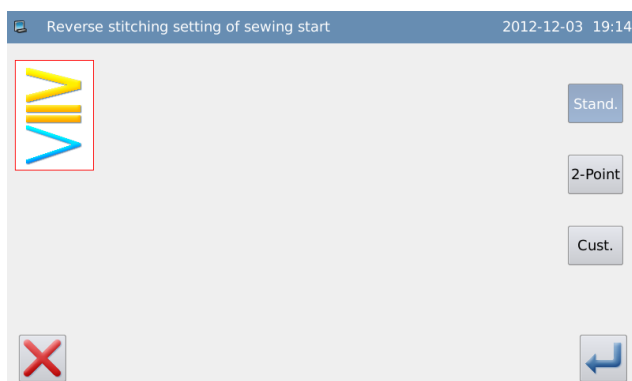 Reverse stitching setting of sewing start 2012-12-03 19:14
Stand.
2-Point
Cust.